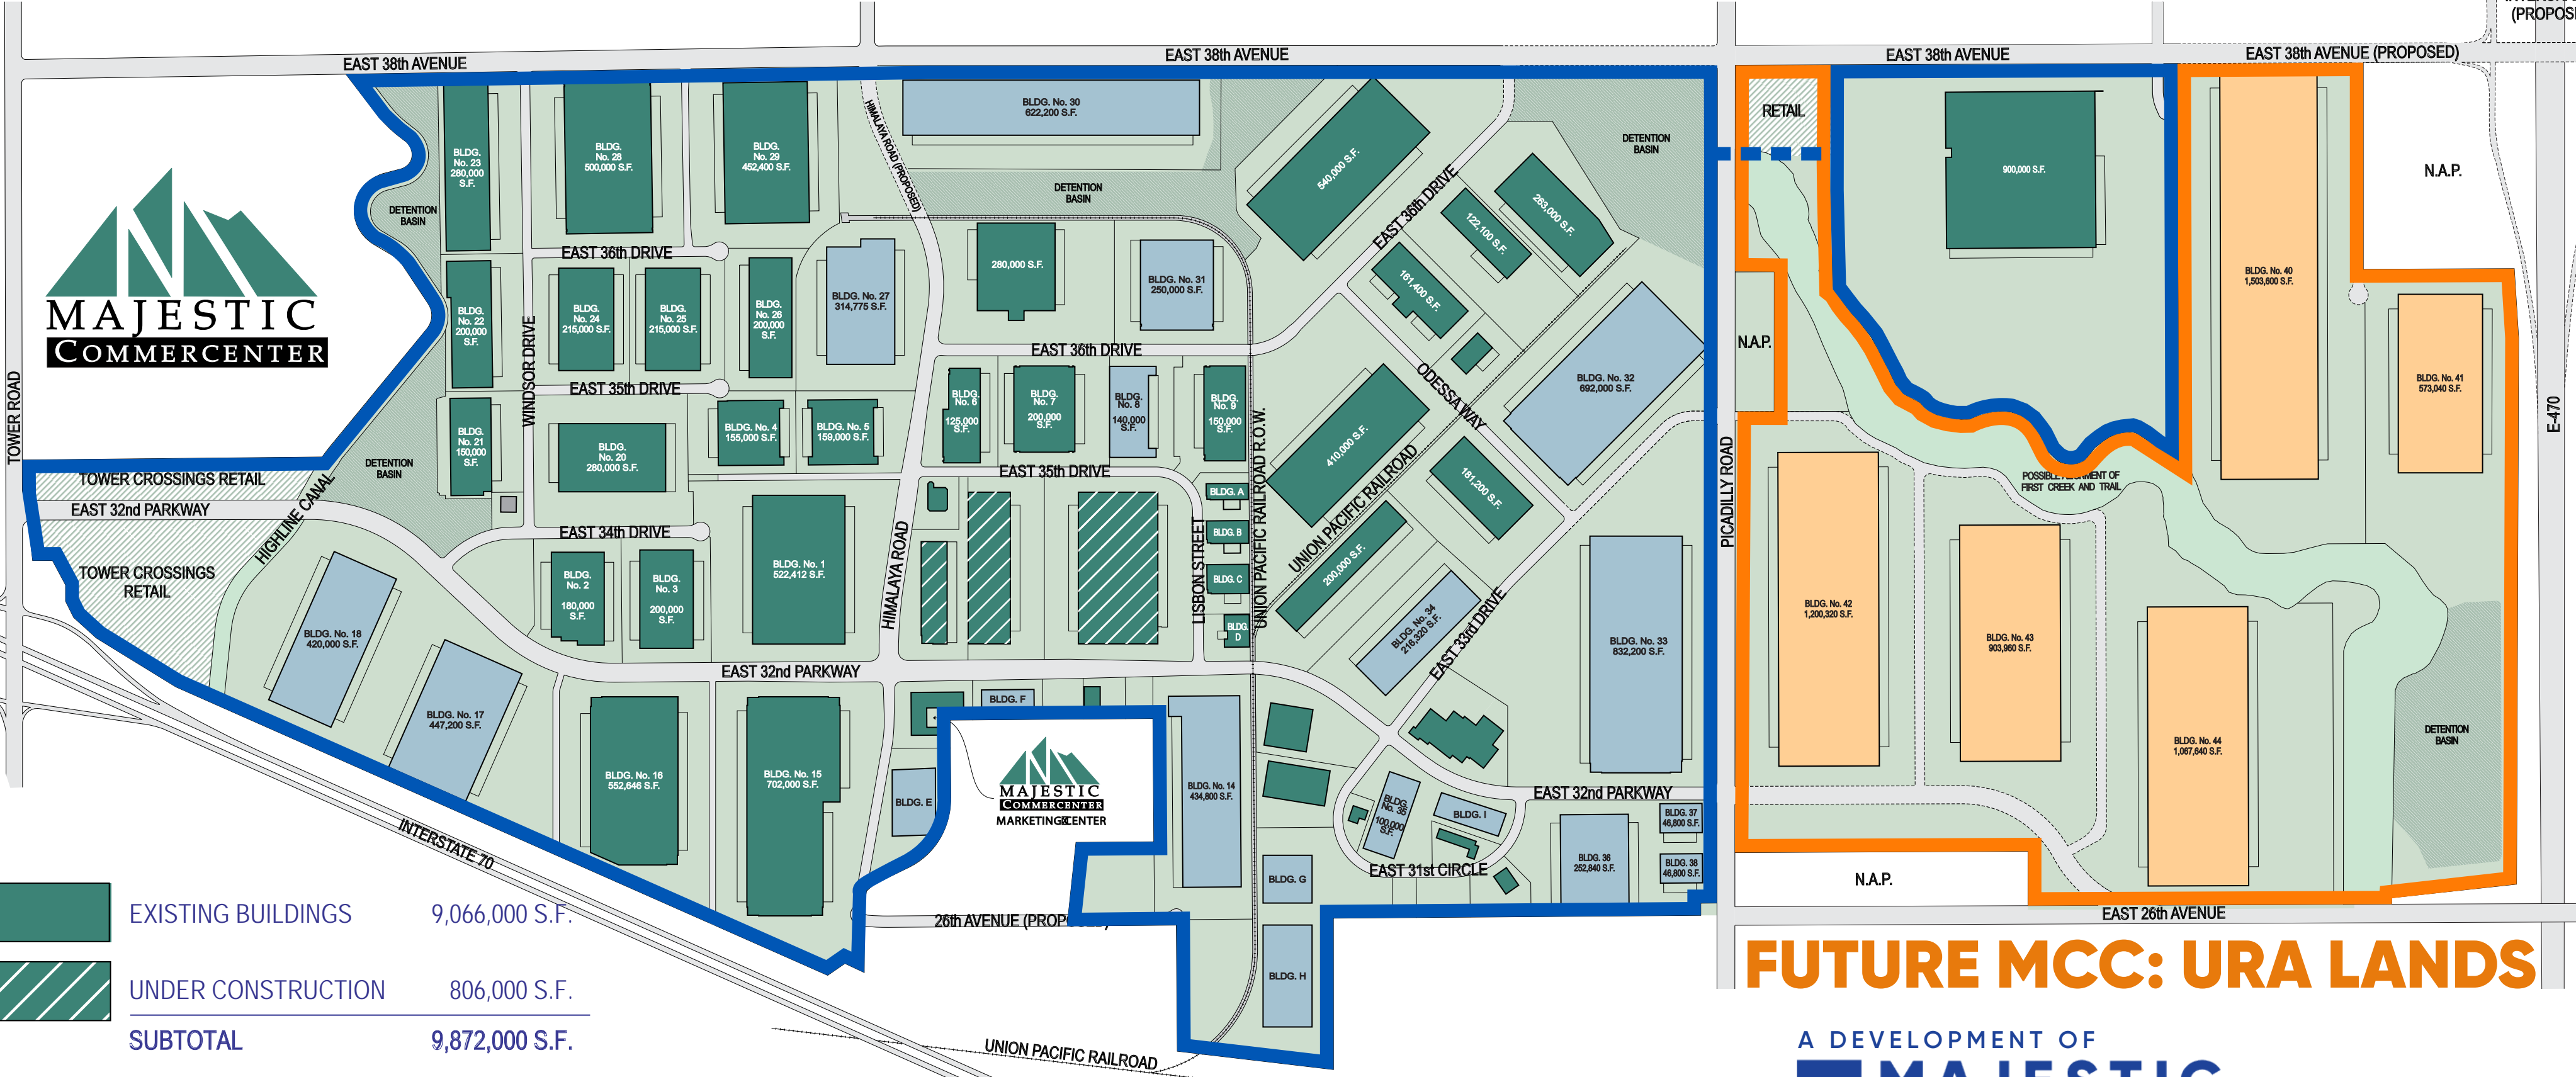 (PROPOS
EAST 38th AVENUE
EAST 38th AVENUE
EAST 38th AVENUE
EAST 38th AVENUE (PROPOSED)
MAJESTIC
COMMERCENTER
TOWER ROAD
DETENTION
BASIN
BLDG.
No. 23
280,000
S.F.
BLDG.
No. 28
500,000 S.F.
BLDG.
No. 29
452,400 S.F.
HIMALAYA ROAD (PROPOSED)
BLDG. No. 30
622,200 S.F.
DETENTION
BASIN
540,000 S.F.
EAST 36th DRIVE
122,100 S.F.
263,000 S.F.
DETENTION
BASIN
RETAIL
900,000 S.F.
BLDG. No. 40
1,503,600 S.F.
N.A.P.
EAST 36th DRIVE
BLDG.
No. 22
200,000
S.F.
WINDSOR DRIVE
BLDG.
No. 24
215,000 S.F.
BLDG.
No. 25
215,000 S.F.
BLDG.
No. 26
200,000
S.F.
BLDG. No. 27
314,775 S.F.
280,000 S.F.
BLDG. No. 31
250,000 S.F.
161,400 S.F.
BLDG. No. 32
692,000 S.F.
N.A.P.
BLDG. No. 41
573,040 S.F.
E-470
EAST 36th DRIVE
EAST 35th DRIVE
BLDG.
No. 21
150,000
S.F.
DETENTION
BASIN
BLDG.
No. 20
280,000 S.F.
BLDG. No. 4
155,000 S.F.
BLDG. No. 5
159,000 S.F.
BLDG.
No. 6
125,000
S.F.
BLDG.
No. 7
200,000
S.F.
BLDG.
No. 8
140,000
S.F.
BLDG.
No. 9
150,000
S.F.
UNION PACIFIC RAILROAD R.O.W.
410,000 S.F.
ODESSA WAY
181,200 S.F.
UNION PACIFIC RAILROAD
PICADILLY ROAD
EAST 35th DRIVE
TOWER CROSSINGS RETAIL
EAST 32nd PARKWAY
HIGHLINE CANAL
TOWER CROSSINGS
RETAIL
EAST 34th DRIVE
BLDG.
No. 2
180,000
S.F.
BLDG.
No. 3
200,000
S.F.
BLDG. No. 1
522,412 S.F.
HIMALAYA ROAD
LISBON STREET
BLDG. A
BLDG. B
BLDG. C
BLDG.
D
200,000 S.F.
BLDG. No. 34
216,320 S.F.
EAST 33rd DRIVE
BLDG. No. 33
832,200 S.F.
FIRST CREEK AND TRAIL
BLDG. No. 42
1,200,320 S.F.
BLDG. No. 43
903,960 S.F.
BLDG. No. 44
1,067,640 S.F.
DETENTION
BASIN
BLDG. No. 18
420,000 S.F.
BLDG. No. 17
447,200 S.F.
EAST 32nd PARKWAY
BLDG. No. 16
552,646 S.F.
BLDG. No. 15
702,000 S.F.
BLDG. F
BLDG. E
MAJESTIC
COMMERCENTER
MARKETING CENTER
BLDG. No. 14
434,800 S.F.
BLDG.
No. 35
100,000
S.F.
BLDG. I
EAST 32nd PARKWAY
BLDG. 37
46,800 S.F.
BLDG. 38
46,800 S.F.
BLDG. 36
252,840 S.F.
EAST 31st CIRCLE
BLDG. G
BLDG. H
INTERSTATE 70
26th AVENUE (PROP
N.A.P.
EAST 26th AVENUE
UNION PACIFIC RAILROAD
EXISTING BUILDINGS 9,066,000 S.F.
UNDER CONSTRUCTION 806,000 S.F.
SUBTOTAL 9,872,000 S.F.
FUTURE MCC: URA LANDS
A DEVELOPMENT OF
MAJESTIC